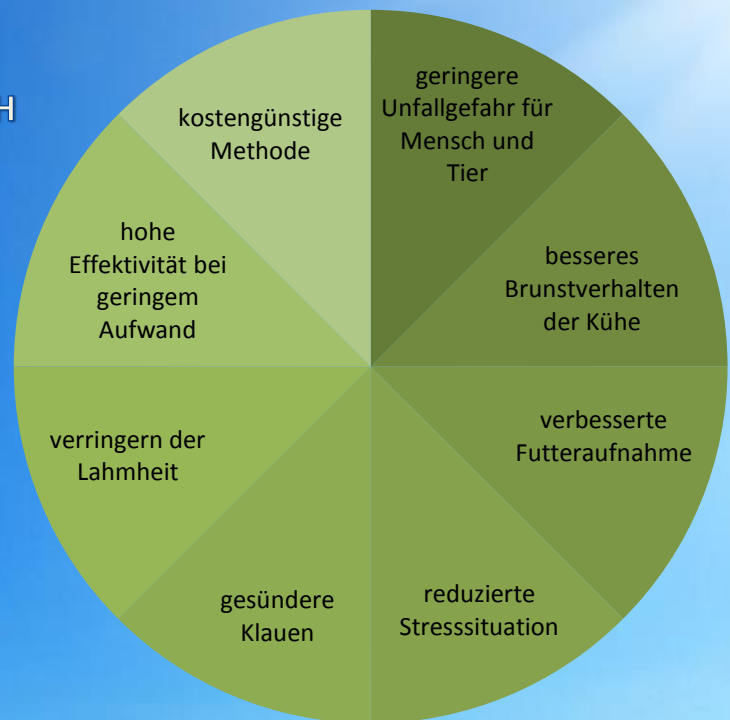 H
geringere
Unfallgefahr für
Mensch und
Tier
besseres
Brunstverhalten
der Kühe
verbesserte
Futteraufnahme
reduzierte
Stresssituation
gesündere
Klauen
verringern der
Lahmheit
hohe
Effektivität bei
geringem
Aufwand
kostengünstige
Methode